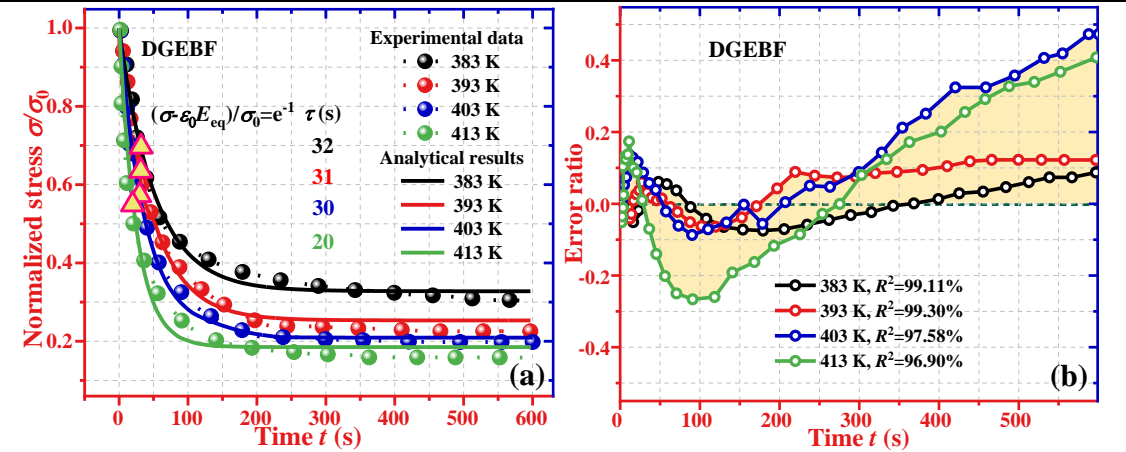 DGEBF
Experimental data
383 K
393 K
403 K
413 K
Analytical results
383 K
393 K
403 K
413 K
(σ-ε₀E_eq)/σ₀=e⁻¹ τ (s)
32
31
30
20
1.0
0.8
0.6
0.4
0.2
Normalized stress σ/σ₀
0 100 200 300 400 500 600
Time t (s)
(a)
DGEBF
0.4
0.2
0.0
-0.2
-0.4
Error ratio
383 K, R²=99.11%
393 K, R²=99.30%
403 K, R²=97.58%
413 K, R²=96.90%
0 100 200 300 400 500
Time t (s)
(b)